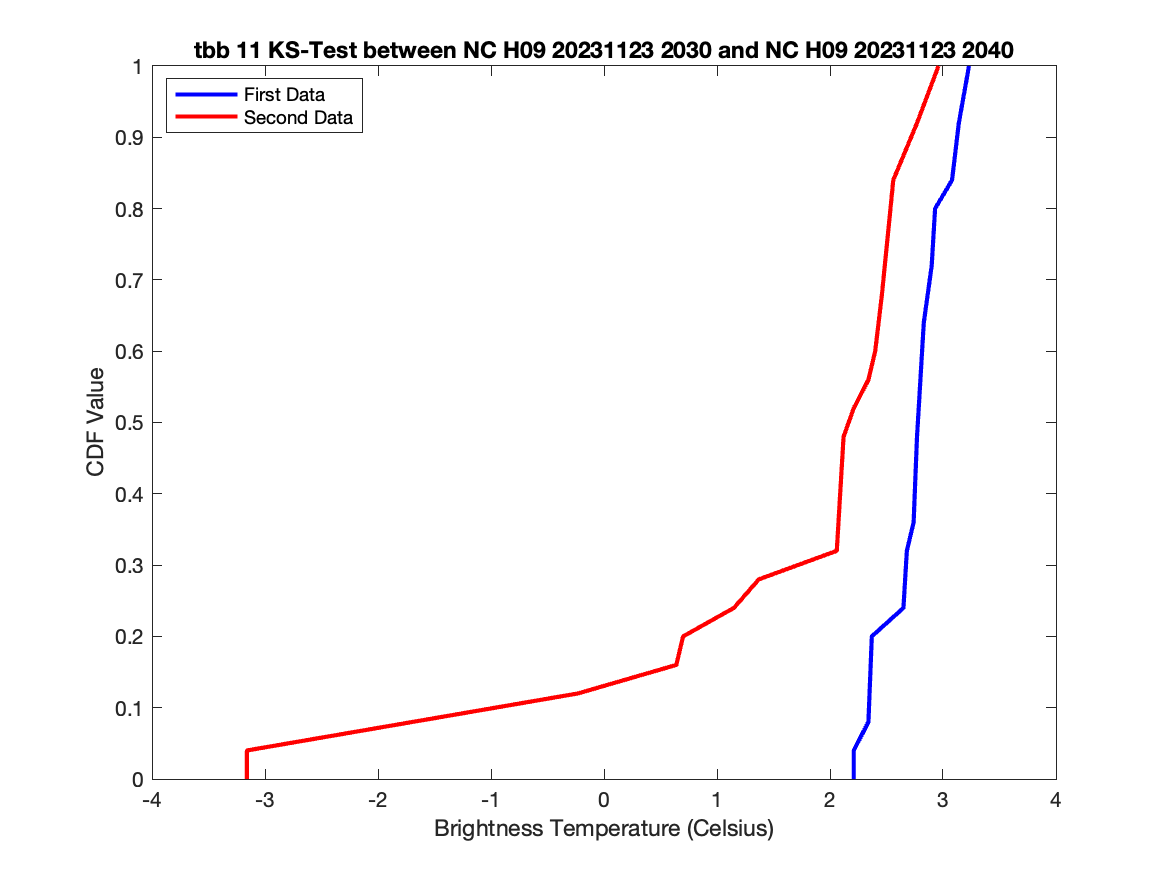 tbb 11 KS-Test between NC H09 20231123 2030 and NC H09 20231123 2040
First Data
Second Data
CDF Value
1
0.9
0.8
0.7
0.6
0.5
0.4
0.3
0.2
0.1
0
-4 -3 -2 -1 0 1 2 3 4
Brightness Temperature (Celsius)